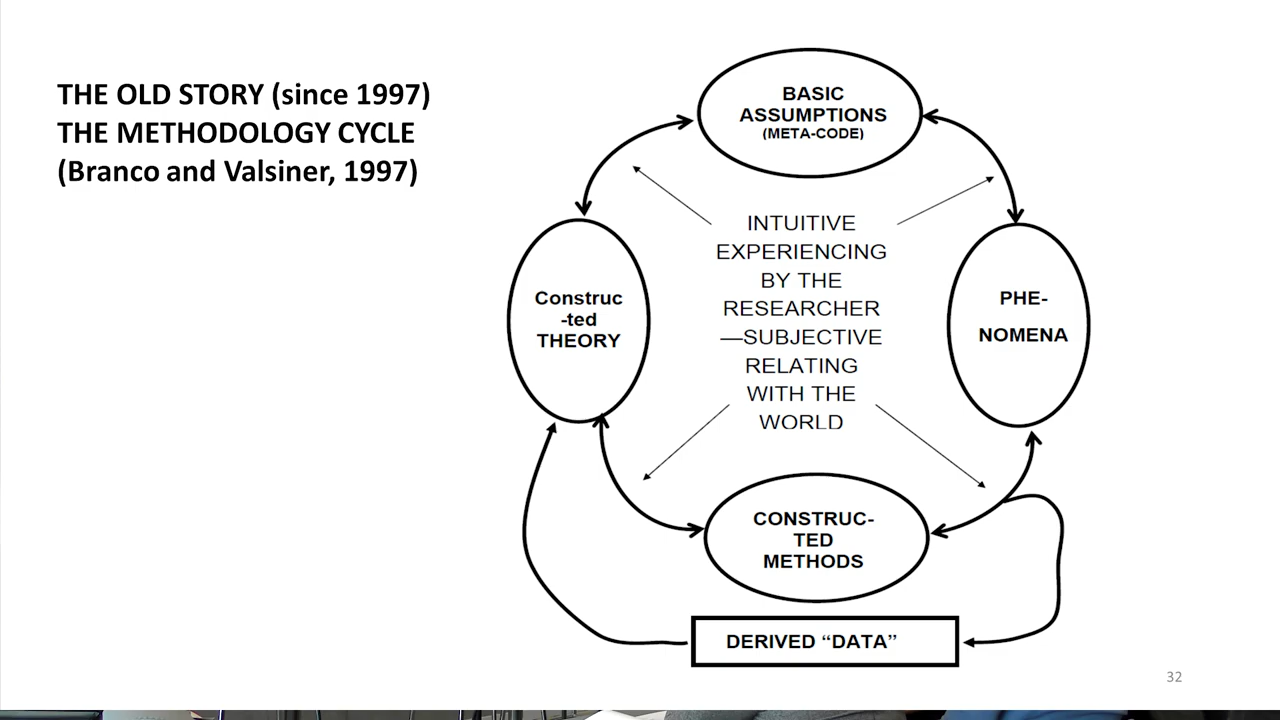 THE OLD STORY (since 1997)
THE METHODOLOGY CYCLE
(Branco and Valsiner, 1997)
BASIC
ASSUMPTIONS
(META-CODE)
INTUITIVE
EXPERIENCING
BY THE
RESEARCHER
—SUBJECTIVE
RELATING
WITH THE
WORLD
Construc
-ted
THEORY
PHE-
NOMENA
CONSTRUC-
TED
METHODS
DERIVED “DATA”
32